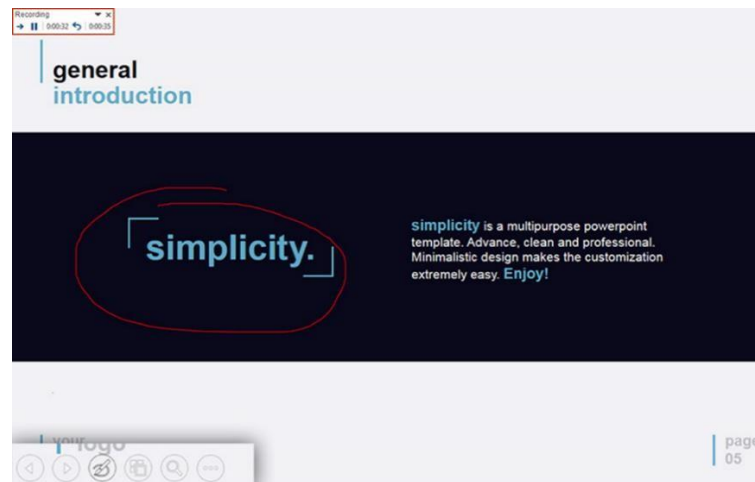 Recording
0:00:32 0:00:35
general
introduction
simplicity.
simplicity is a multipurpose powerpoint
template. Advance, clean and professional.
Minimalistic design makes the customization
extremely easy. Enjoy!
your logo
page
05